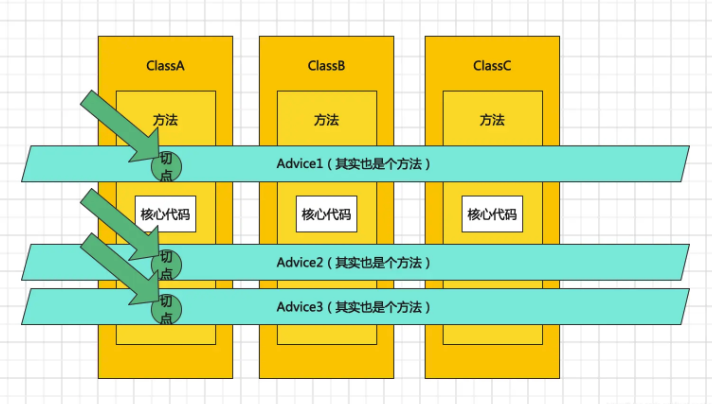 ClassA
ClassB
ClassC
方法
方法
方法
切
点
Advice1（其实也是个方法）
核心代码
核心代码
核心代码
切
点
Advice2（其实也是个方法）
切
点
Advice3（其实也是个方法）